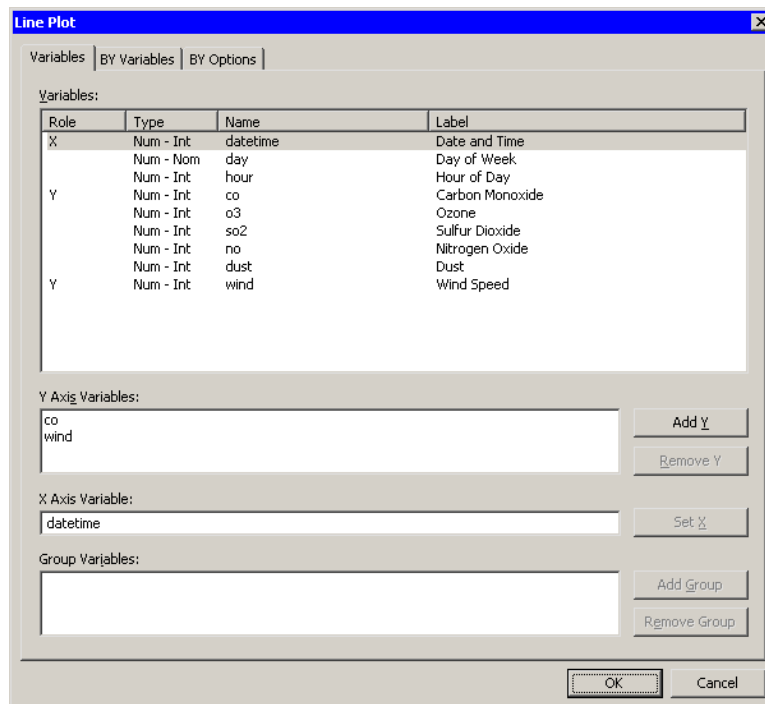 Line Plot
Variables BY Variables BY Options
Variables:
Role Type Name Label
X Num - Int datetime Date and Time
Num - Nom day Day of Week
Num - Int hour Hour of Day
Y Num - Int co Carbon Monoxide
Num - Int o3 Ozone
Num - Int so2 Sulfur Dioxide
Num - Int no Nitrogen Oxide
Num - Int dust Dust
Y Num - Int wind Wind Speed
Y Axis Variables:
co
wind
Add Y
Remove Y
X Axis Variable:
datetime
Set X
Group Variables:
Add Group
Remove Group
OK Cancel